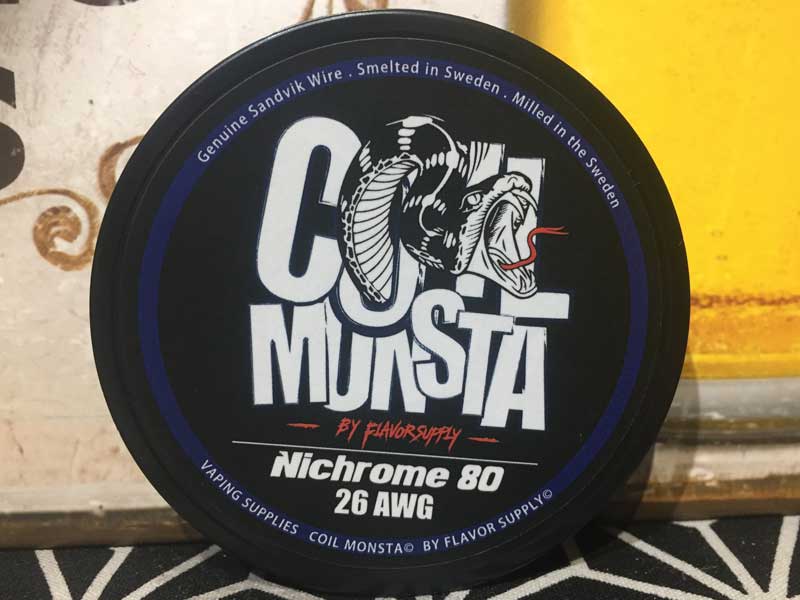 Genuine Sandvik Wire . Smelted in Sweden . Milled in the Sweden
COIL
MONSTA
BY FLAVORSUPPLY
Nichrome 80
26 AWG
VAPING SUPPLIES COIL MONSTA© BY FLAVOR SUPPLY©